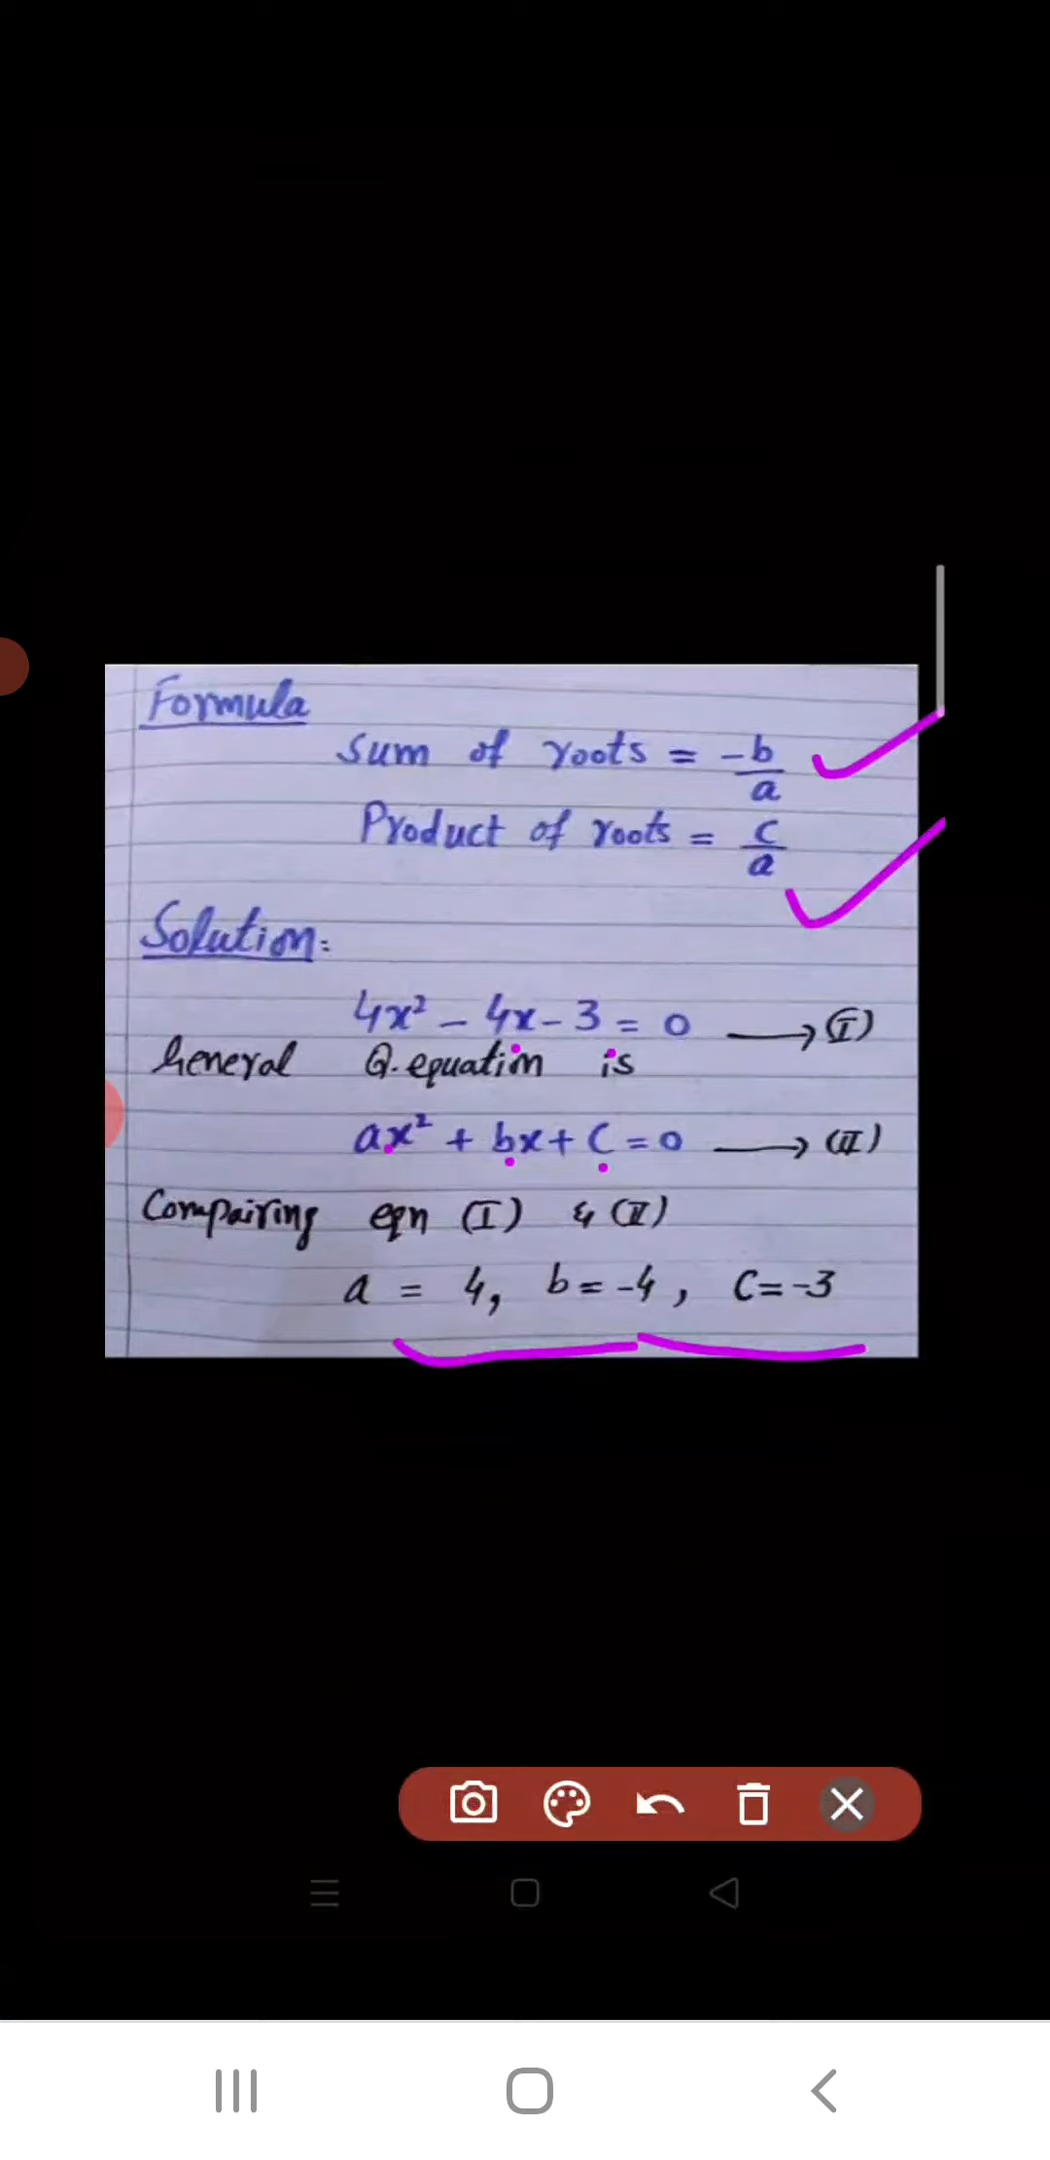 Formula
Sum of roots = -b/a
Product of roots = c/a
Solution:
4x² - 4x - 3 = 0 ⟶ (I)
General Q. equation is
ax² + bx + C = 0 ⟶ (II)
Compairing eqn (I) & (II)
a = 4, b = -4, C = -3